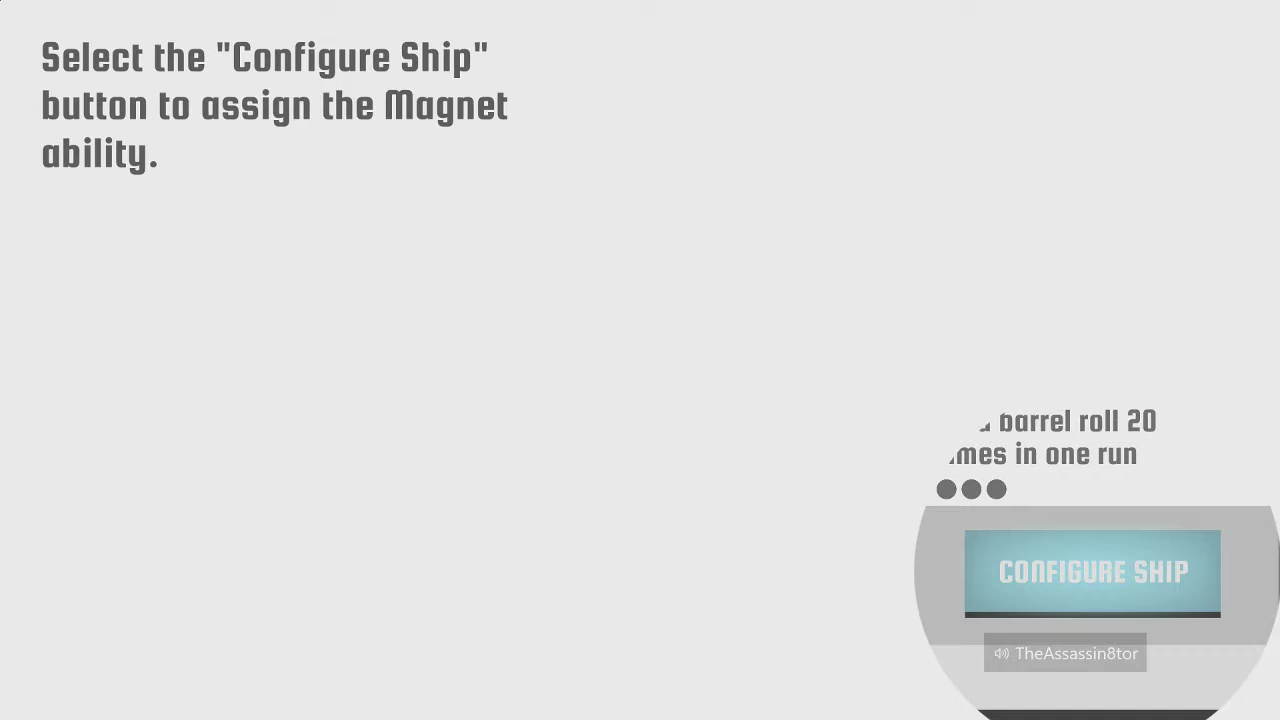 Select the "Configure Ship"
button to assign the Magnet
ability.
barrel roll 20
in one run
CONFIGURE SHIP
TheAssassin8tor